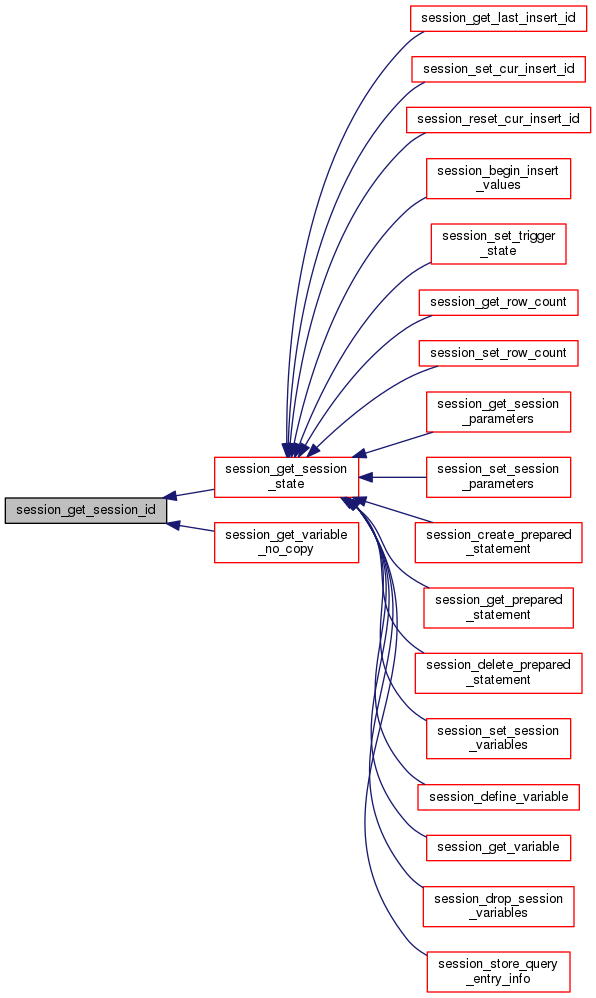 session_get_last_insert_id
session_set_cur_insert_id
session_reset_cur_insert_id
session_begin_insert
_values
session_set_trigger
_state
session_get_row_count
session_set_row_count
session_get_session
_parameters
session_get_session
_state
session_set_session
_parameters
session_get_session_id
session_get_variable
_no_copy
session_create_prepared
_statement
session_get_prepared
_statement
session_delete_prepared
_statement
session_set_session
_variables
session_define_variable
session_get_variable
session_drop_session
_variables
session_store_query
_entry_info